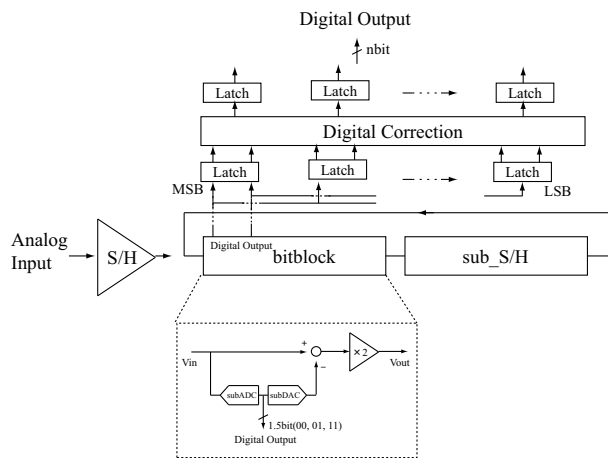 Digital Output
nbit
Latch
Latch
Latch
Digital Correction
Latch
Latch
Latch
MSB
LSB
Analog
Input
S/H
Digital Output
bitblock
sub_S/H
+
× 2
Vin
−
Vout
subADC
subDAC
1.5bit(00, 01, 11)
Digital Output